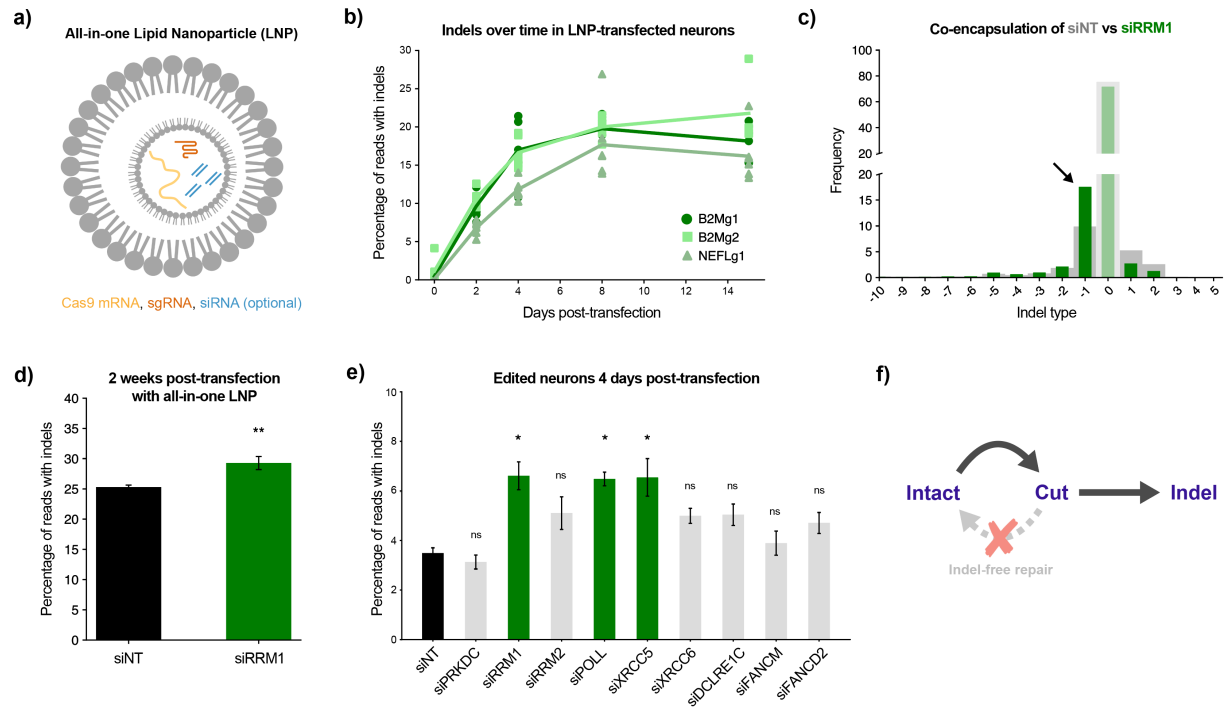 a)
All-in-one Lipid Nanoparticle (LNP)
Cas9 mRNA, sgRNA, siRNA (optional)
b)
Indels over time in LNP-transfected neurons
Percentage of reads with indels
30
25
20
15
10
5
0
B2Mg1
B2Mg2
NEFLg1
0 2 4 6 8 10 12 14
Days post-transfection
c)
Co-encapsulation of siNT vs siRRM1
Frequency
100
80
60
40
20
20
15
10
5
0
-10 -9 -8 -7 -6 -5 -4 -3 -2 -1 0 1 2 3 4 5
Indel type
d)
2 weeks post-transfection
with all-in-one LNP
Percentage of reads with indels
40
35
30
25
20
15
10
5
0
**
siNT siRRM1
e)
Edited neurons 4 days post-transfection
Percentage of reads with indels
10
8
6
4
2
0
ns * ns * * ns ns ns ns
siNT siPRKDC siRRM1 siRRM2 siPOLL siXRCC5 siXRCC6 siDCLRE1C siFANCM siFANCD2
f)
Intact Cut Indel
Indel-free repair